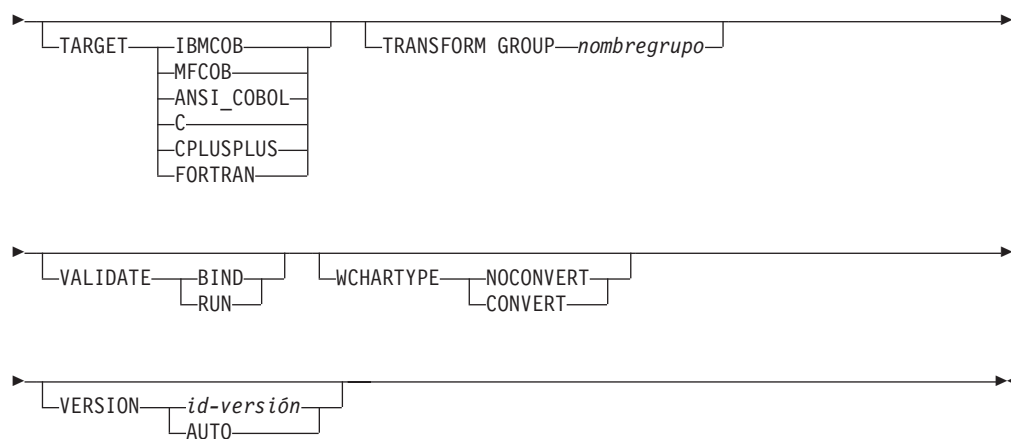 TARGET IBMCOB TRANSFORM GROUP nombregrupo
MFCOB
ANSI_COBOL
C
CPLUSPLUS
FORTRAN
VALIDATE BIND WCHARTYPE NOCONVERT
RUN CONVERT
VERSION id-versión
AUTO